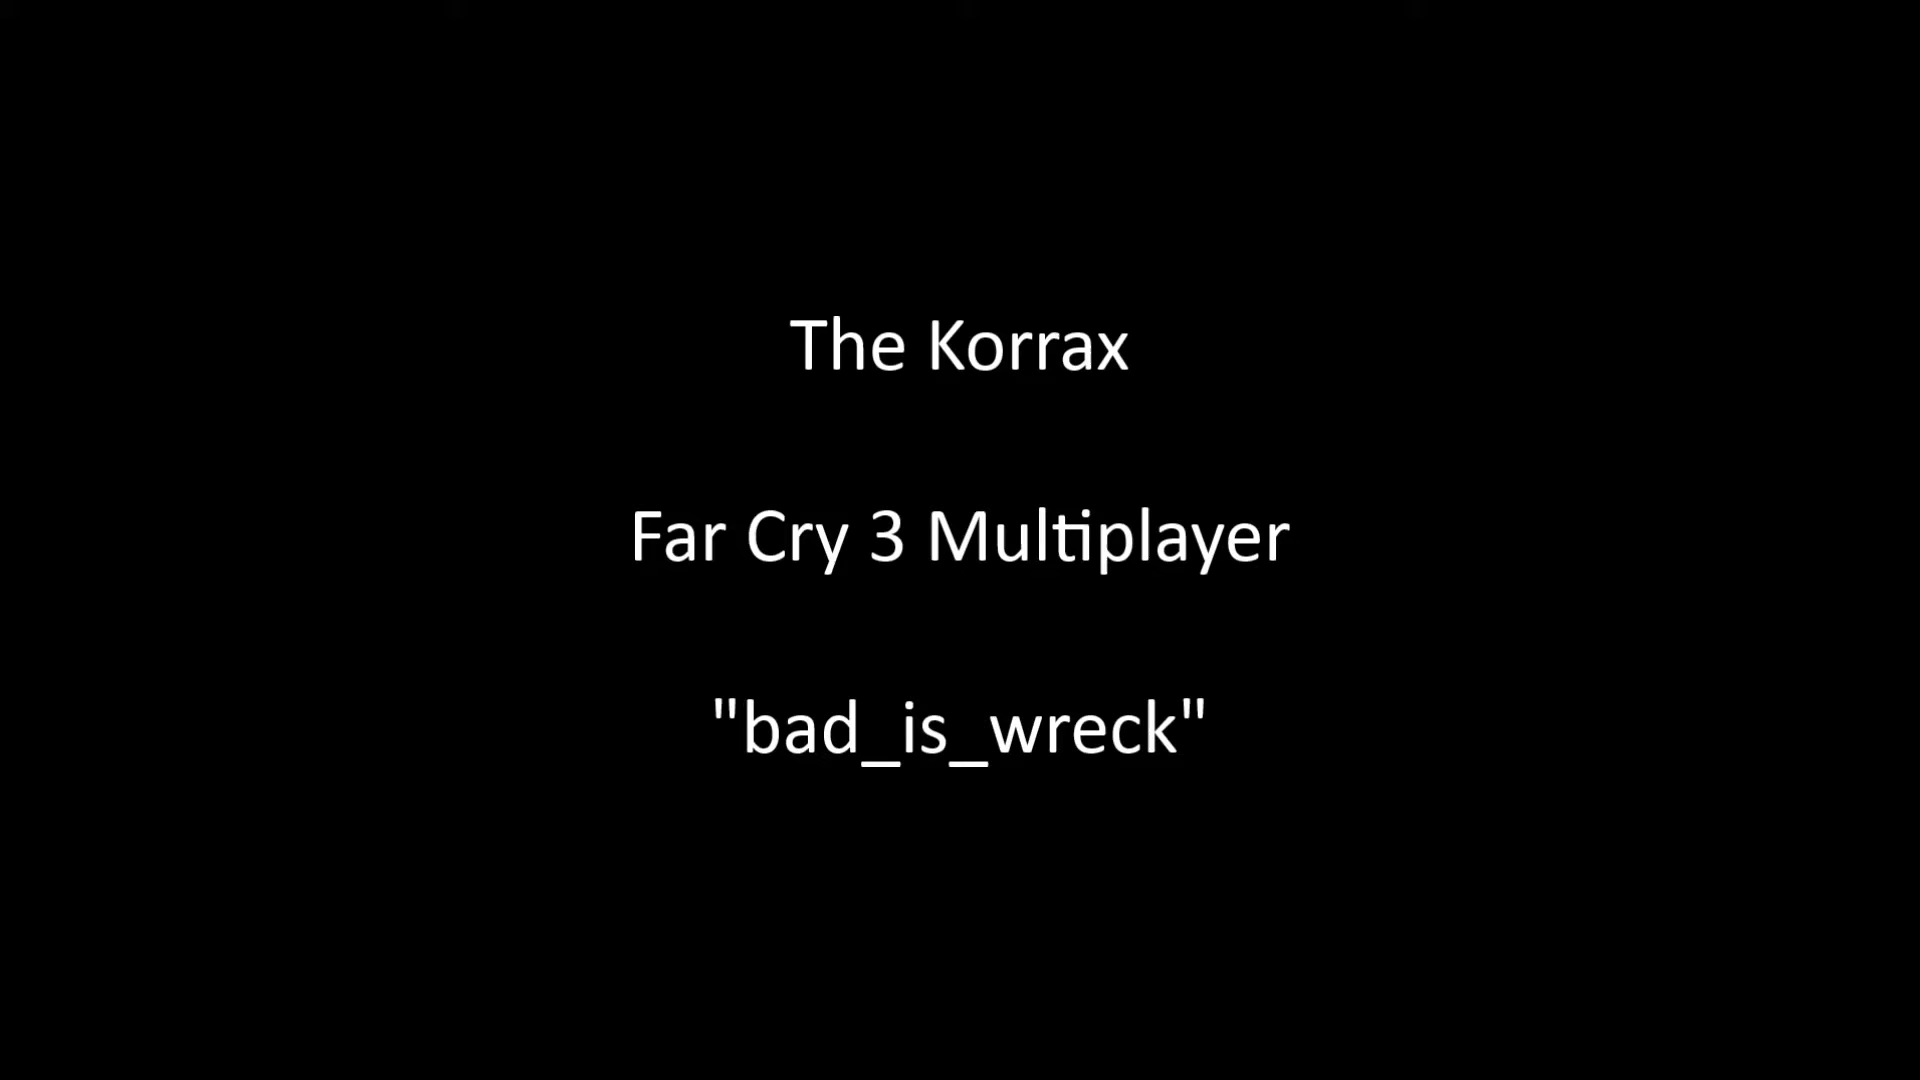 The Korrax
Far Cry 3 Multiplayer
"bad_is_wreck"